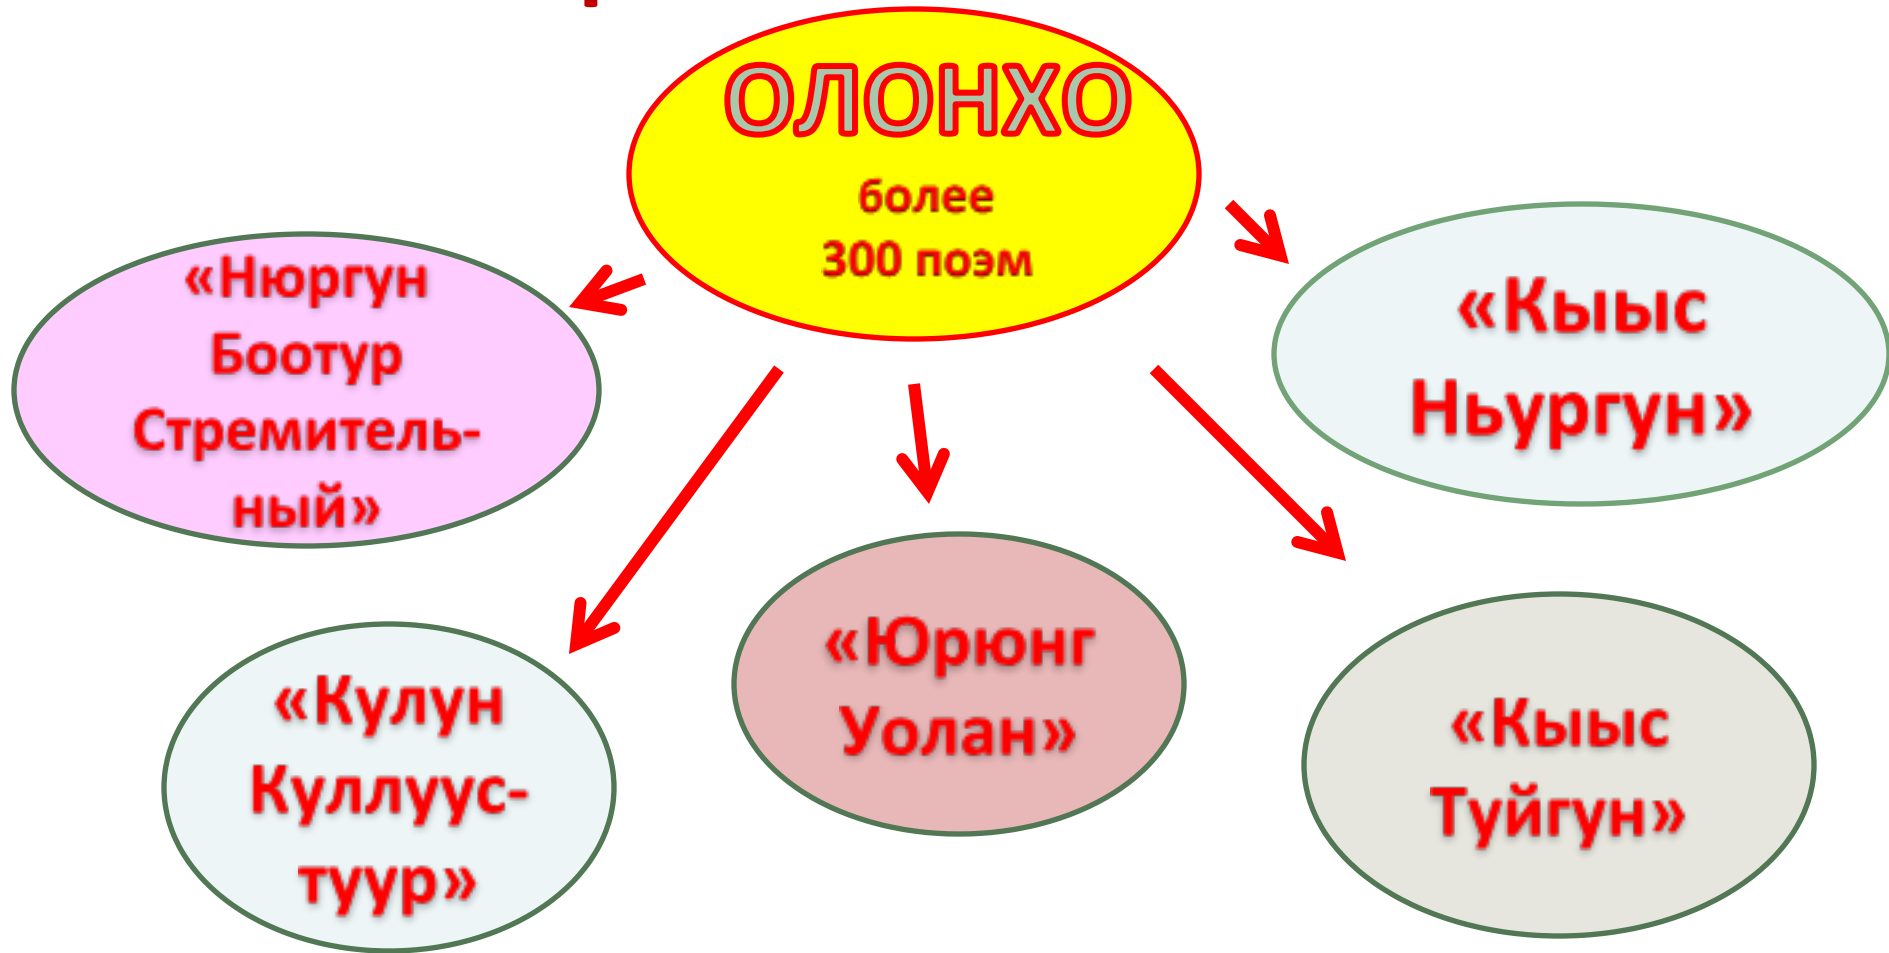 ОЛОНХО
более
300 поэм
«Нюргун
Боотур
Стремитель-
ный»
«Кыыс
Ньургун»
«Кулун
Куллуус-
туур»
«Юрюнг
Уолан»
«Кыыс
Туйгун»